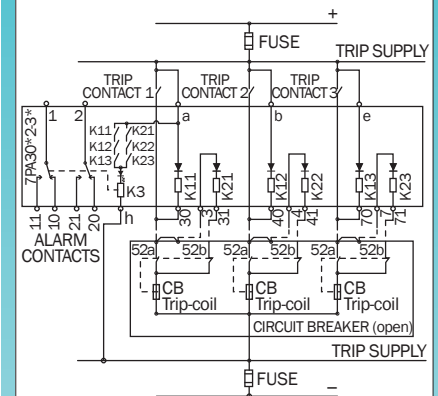 +
FUSE
TRIP SUPPLY
TRIP CONTACT 1
TRIP CONTACT 2
TRIP CONTACT 3
7PA30*2-3*
1
2
K11
K21
K12
K22
K13
K23
K3
a
b
e
K11
K21
K12
K22
K13
K23
11
10
21
20
h
30
3
31
40
4
41
70
7
71
ALARM
CONTACTS
52a
52b
52a
52b
52a
52b
CB
Trip-coil
CB
Trip-coil
CB
Trip-coil
CIRCUIT BREAKER (open)
TRIP SUPPLY
FUSE
–